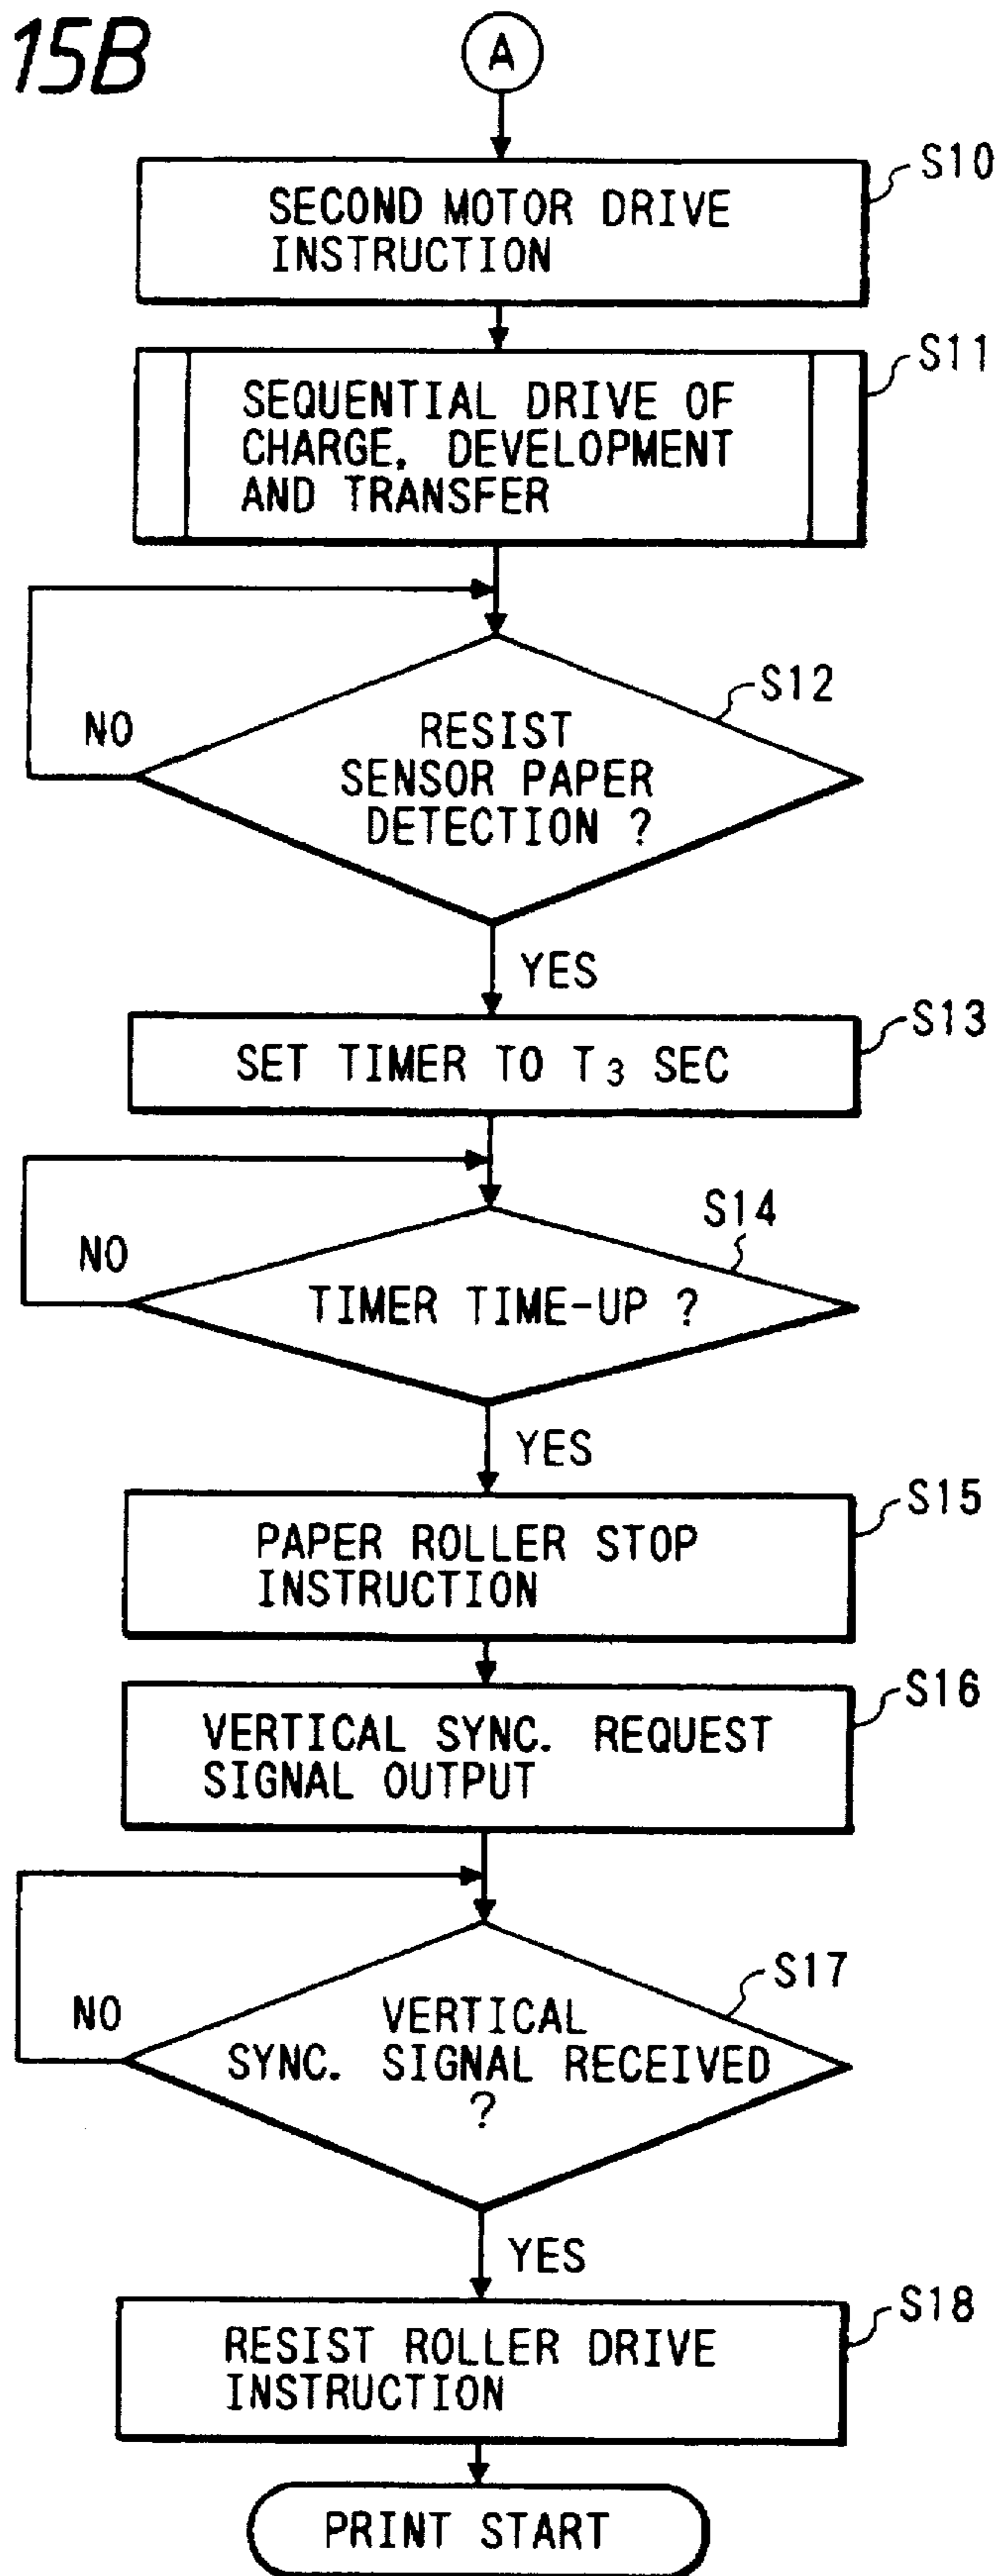 15B
A
S10
SECOND MOTOR DRIVE
INSTRUCTION
S11
SEQUENTIAL DRIVE OF
CHARGE, DEVELOPMENT
AND TRANSFER
S12
NO
RESIST
SENSOR PAPER
DETECTION ?
YES
S13
SET TIMER TO T3 SEC
S14
NO
TIMER TIME-UP ?
YES
S15
PAPER ROLLER STOP
INSTRUCTION
S16
VERTICAL SYNC. REQUEST
SIGNAL OUTPUT
S17
NO
VERTICAL
SYNC. SIGNAL RECEIVED
?
YES
S18
RESIST ROLLER DRIVE
INSTRUCTION
PRINT START